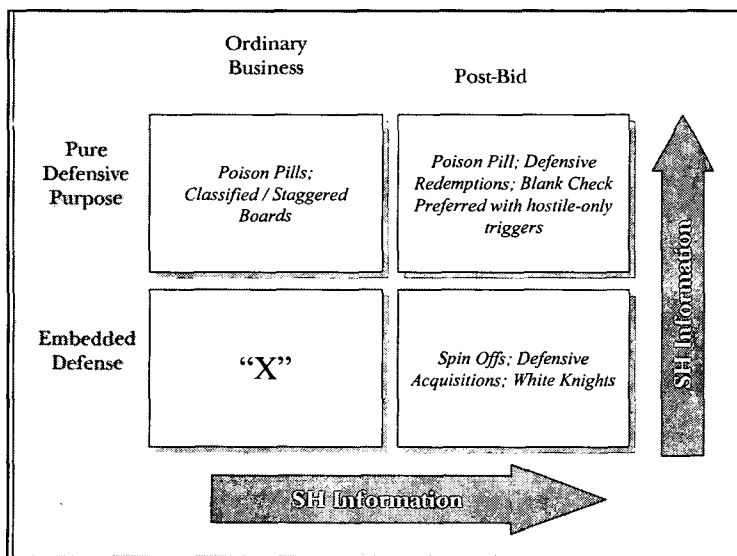 Ordinary
Business
Post-Bid
Pure
Defensive
Purpose
Poison Pills;
Classified / Staggered
Boards
Poison Pill; Defensive
Redemptions; Blank Check
Preferred with hostile-only
triggers
Embedded
Defense
“X”
Spin Offs; Defensive
Acquisitions; White Knights
SH Information
SH Information